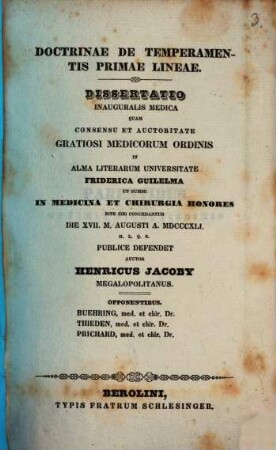 3.
DOCTRINAE DE TEMPERAMEN-
TIS PRIMAE LINEAE.
DISSERTATIO
INAUGURALIS MEDICA
QUAM
CONSENSU ET AUCTORITATE
GRATIOSI MEDICORUM ORDINIS
IN
ALMA LITERARUM UNIVERSITATE
FRIDERICA GUILELMA
UT SUMMI
IN MEDICINA ET CHIRURGIA HONORES
RITE SIBI CONCEDANTUR
DIE XVII. M. AUGUSTI A. MDCCCXLI.
H. L. Q. S.
PUBLICE DEFENDET
AUCTOR
HENRICUS JACOBY
MEGALOPOLITANUS.
OPPONENTIBUS.
BUEHRING, med. et chir. Dr.
THIEDEN, med. et chir. Dr.
PRICHARD, med. et chir. Dr.
BEROLINI,
TYPIS FRATRUM SCHLESINGER.